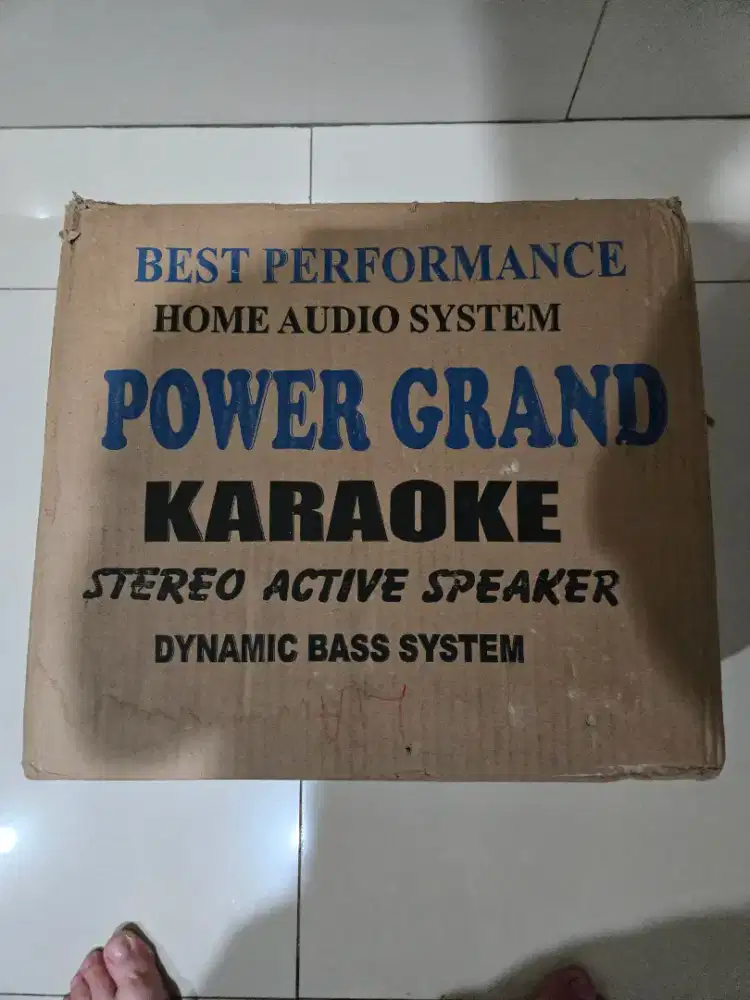 BEST PERFORMANCE
HOME AUDIO SYSTEM
POWER GRAND
KARAOKE
STEREO ACTIVE SPEAKER
DYNAMIC BASS SYSTEM